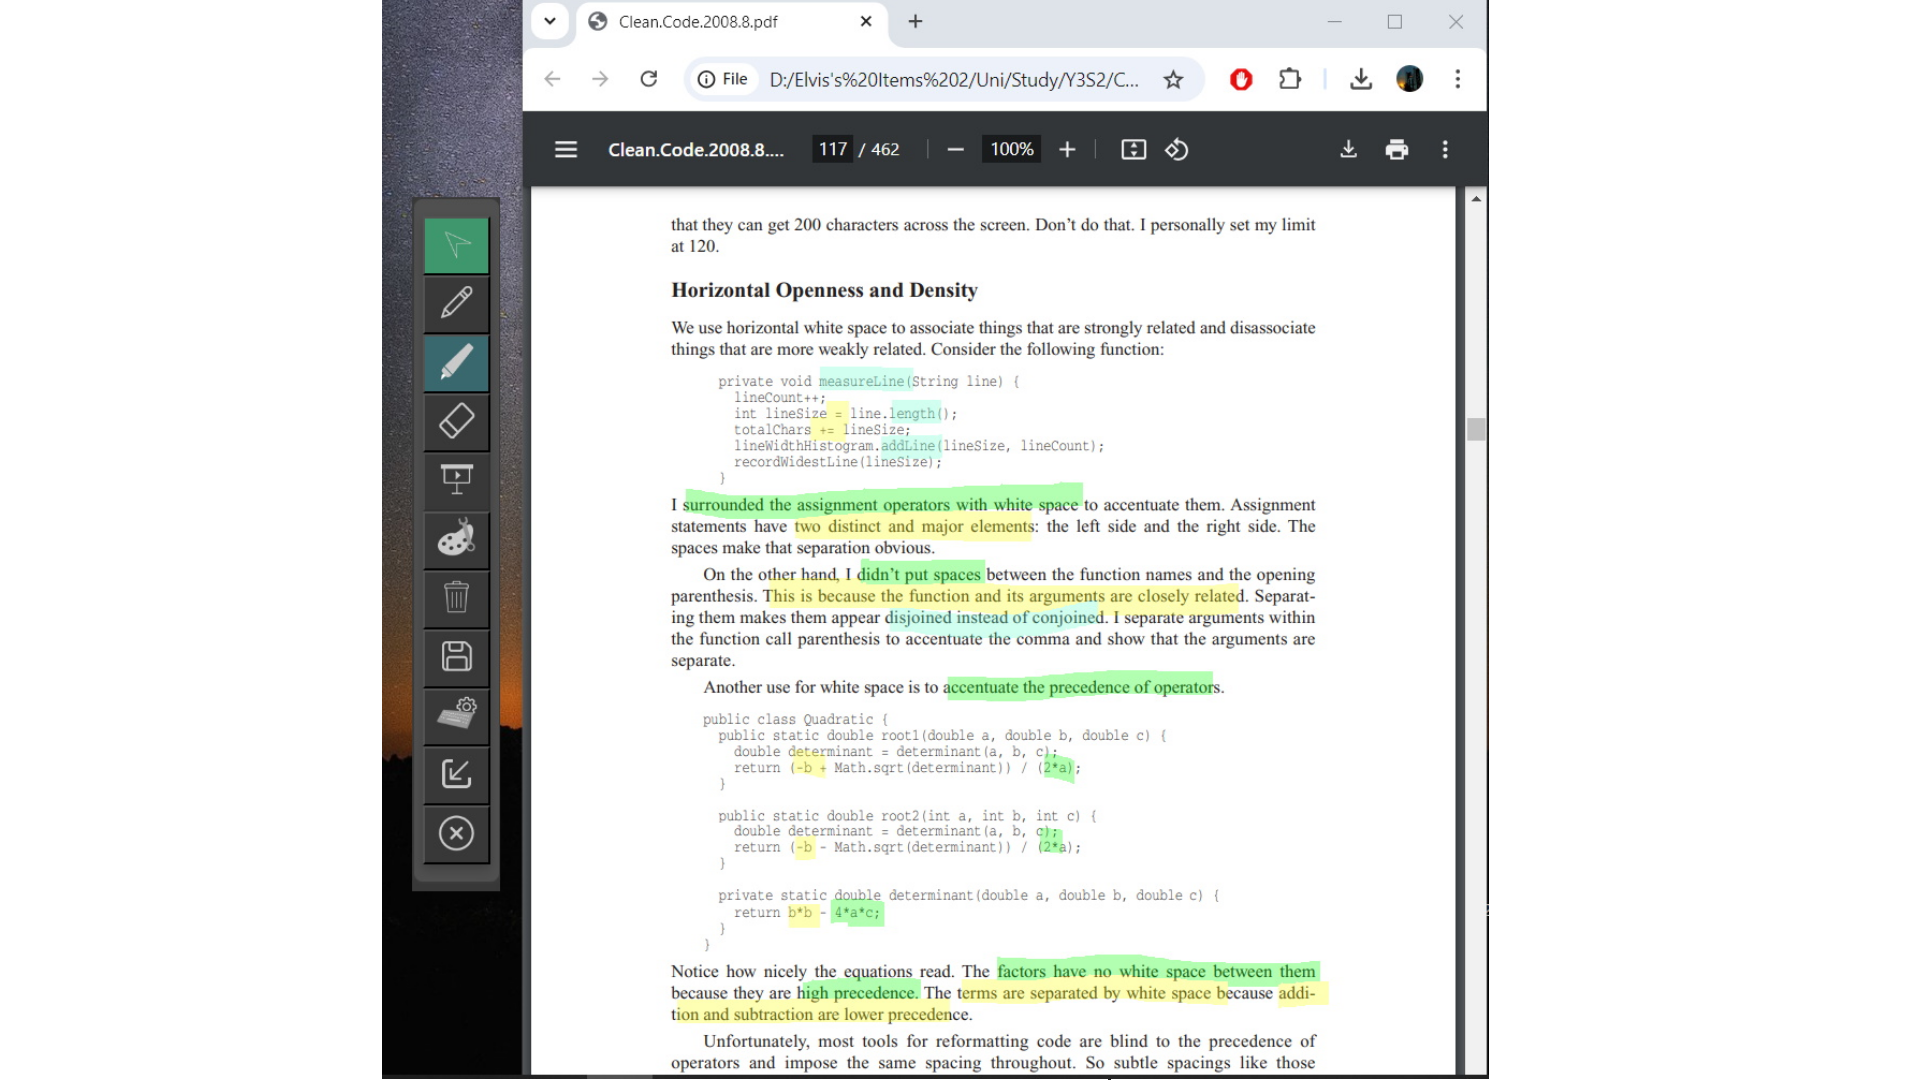 Clean.Code.2008.8.pdf
File
D:/Elvis's%20Items%202/Uni/Study/Y3S2/C...
Clean.Code.2008.8....
117 / 462
100%
that they can get 200 characters across the screen. Don't do that. I personally set my limit
at 120.
Horizontal Openness and Density
We use horizontal white space to associate things that are strongly related and disassociate
things that are more weakly related. Consider the following function:
private void measureLine(String line) {
lineCount++;
int lineSize = line.length();
totalChars += lineSize;
lineWidthHistogram.addLine(lineSize, lineCount);
recordWidestLine(lineSize);
}
I surrounded the assignment operators with white space to accentuate them. Assignment
statements have two distinct and major elements: the left side and the right side. The
spaces make that separation obvious.
On the other hand, I didn't put spaces between the function names and the opening
parenthesis. This is because the function and its arguments are closely related. Separat-
ing them makes them appear disjoined instead of conjoined. I separate arguments within
the function call parenthesis to accentuate the comma and show that the arguments are
separate.
Another use for white space is to accentuate the precedence of operators.
public class Quadratic {
public static double root1(double a, double b, double c) {
double determinant = determinant(a, b, c);
return (-b + Math.sqrt(determinant)) / (2*a);
}
public static double root2(int a, int b, int c) {
double determinant = determinant(a, b, c);
return (-b - Math.sqrt(determinant)) / (2*a);
}
private static double determinant(double a, double b, double c) {
return b*b - 4*a*c;
}
}
Notice how nicely the equations read. The factors have no white space between them
because they are high precedence. The terms are separated by white space because addi-
tion and subtraction are lower precedence.
Unfortunately, most tools for reformatting code are blind to the precedence of
operators and impose the same spacing throughout. So subtle spacings like those